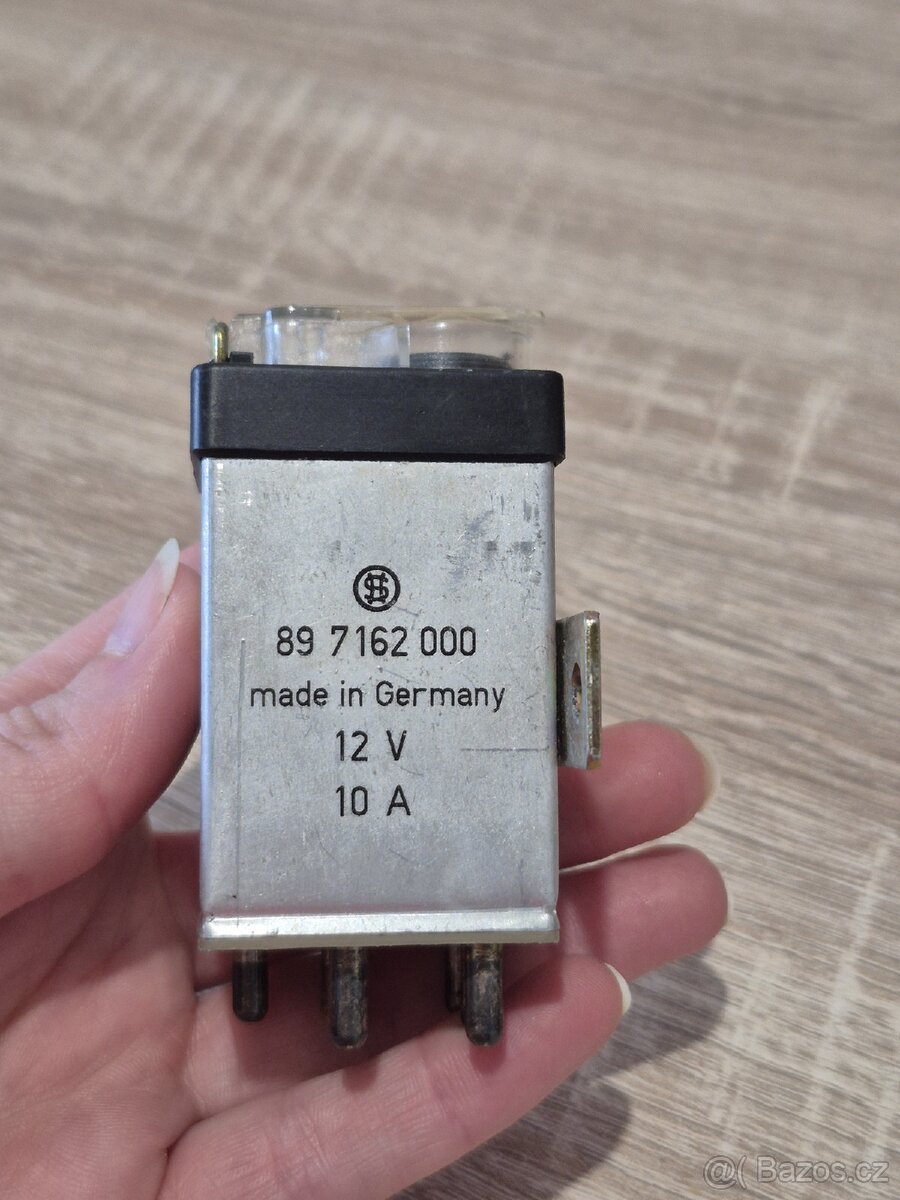 89 7162 000
made in Germany
12 V
10 A
@( Bazos.cz